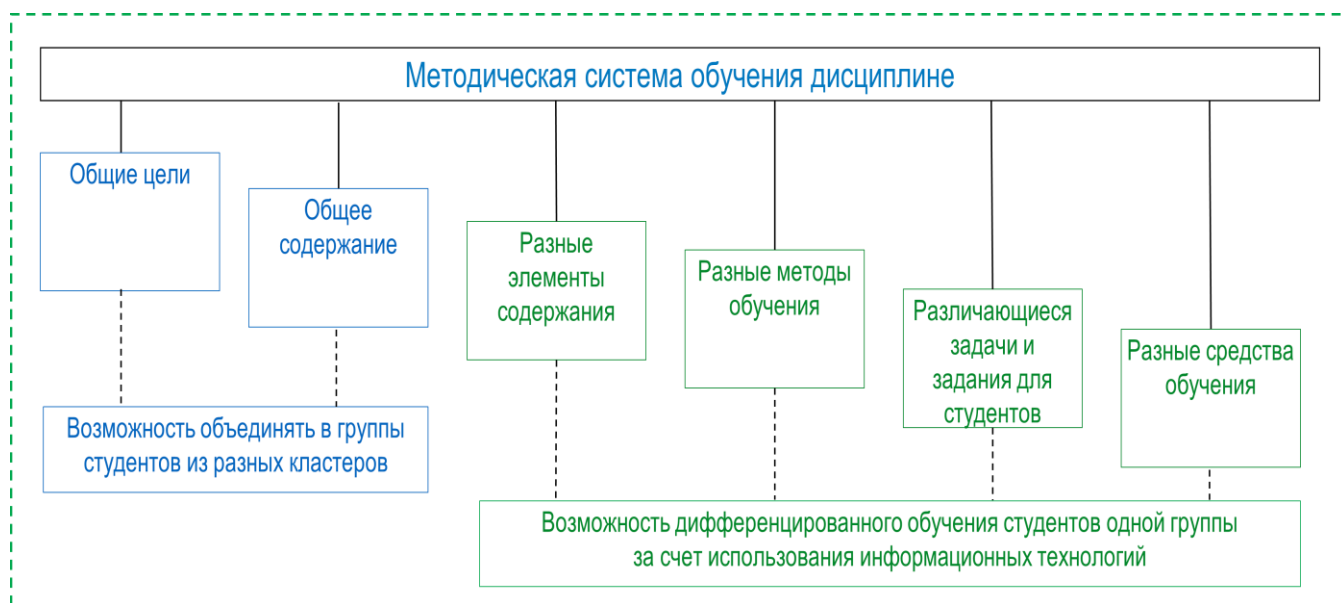 Методическая система обучения дисциплине
Общие цели
Общее
содержание
Разные
элементы
содержания
Разные методы
обучения
Различающиеся
задачи и
задания для
студентов
Разные средства
обучения
Возможность объединять в группы
студентов из разных кластеров
Возможность дифференцированного обучения студентов одной группы
за счет использования информационных технологий